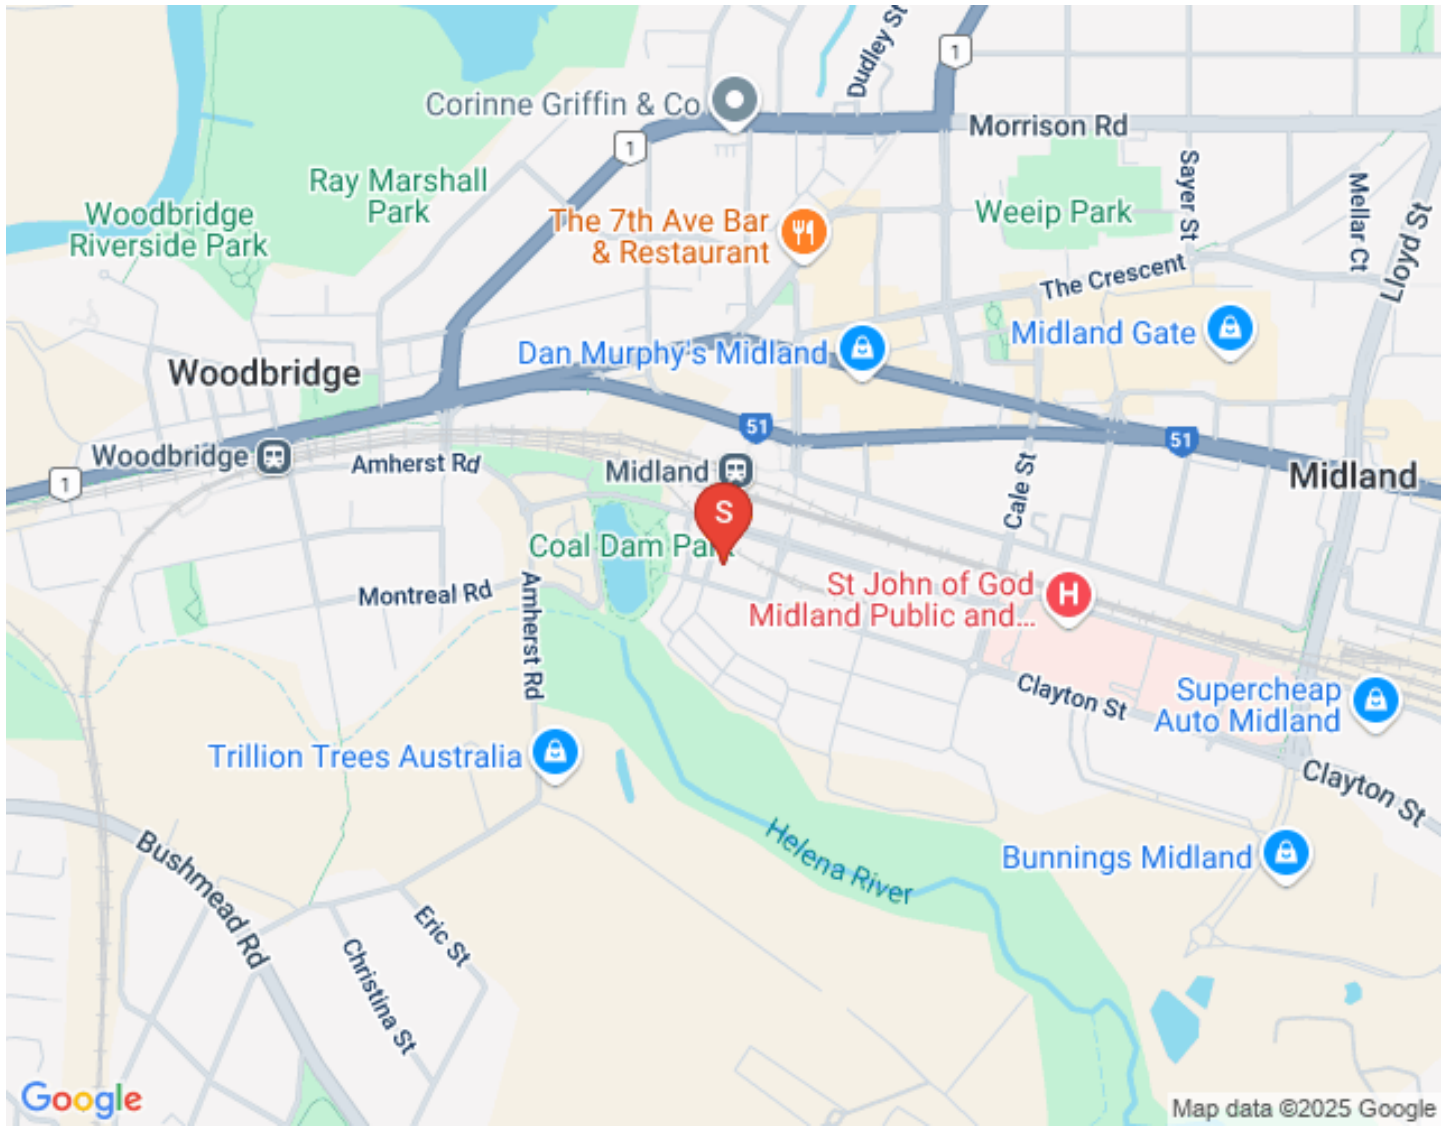 Dudley St
1
Corinne Griffin & Co
Morrison Rd
1
Ray Marshall
Park
Sayer St
Mellar Ct
Lloyd St
Woodbridge
Riverside Park
The 7th Ave Bar
& Restaurant
Weeip Park
The Crescent
Dan Murphy's Midland
Midland Gate
Woodbridge
51
51
Woodbridge
1
Amherst Rd
Midland
Cale St
Midland
S
Coal Dam Park
Montreal Rd
Amherst Rd
St John of God
Midland Public and...
H
Clayton St
Supercheap
Auto Midland
Trillion Trees Australia
Clayton St
Bushmead Rd
Helena River
Bunnings Midland
Eric St
Christina St
Google
Map data ©2025 Google